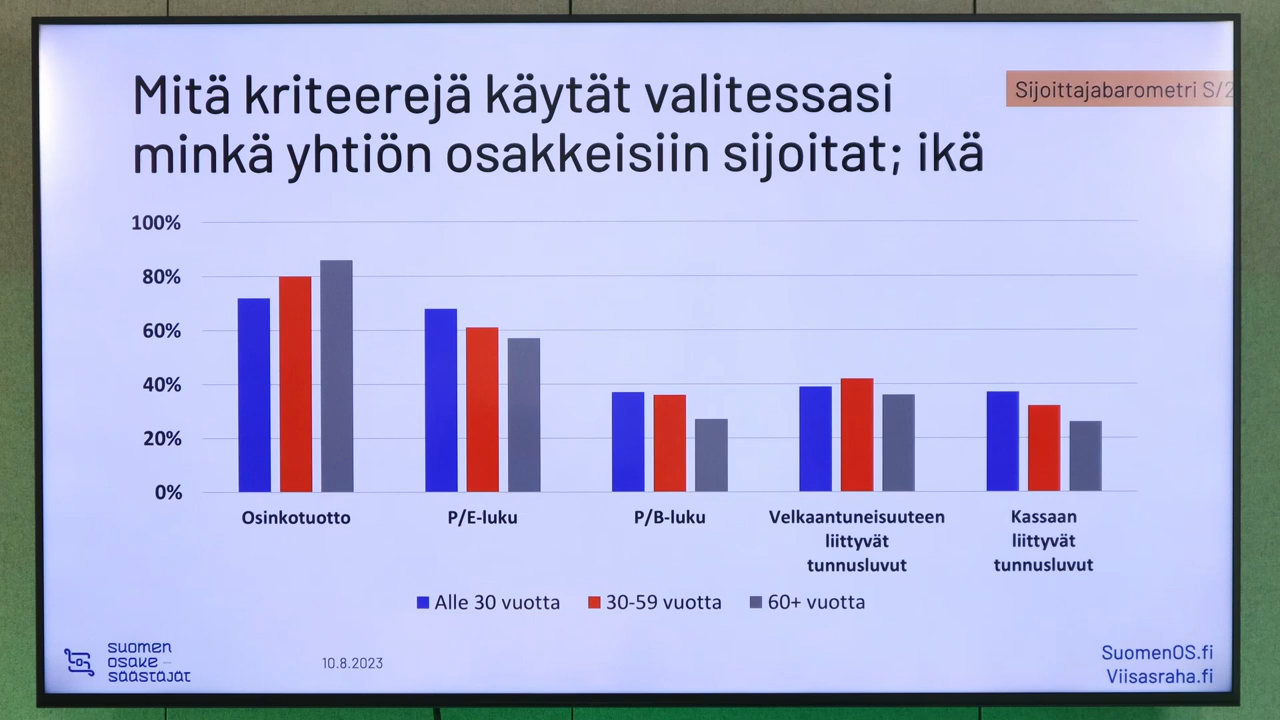 Mitä kriteerejä käytät valitessasi
minkä yhtiön osakkeisiin sijoitat; ikä
Sijoittajabarometri S/2
100%
80%
60%
40%
20%
0%
Osinkotuotto
P/E-luku
P/B-luku
Velkaantuneisuuteen
liittyvät
tunnusluvut
Kassaan
liittyvät
tunnusluvut
Alle 30 vuotta
30-59 vuotta
60+ vuotta
suomen
osake
säästäjät
10.8.2023
SuomenOS.fi
Viisasraha.fi